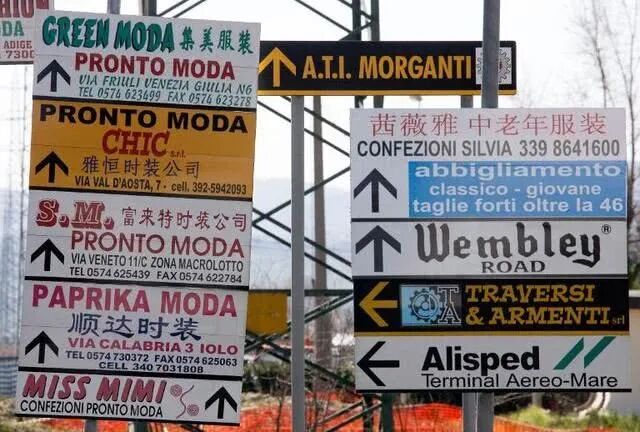 ADIGE
GREEN MODA 集美服裝
PRONTO MODA
VIA FRIULI VENEZIA GIULIA N6
TEL 0574 623499 FAX 0574 623278
PRONTO MODA
CHIC s.r.l.
雅恒时装公司
VIA VAL D'AOSTA, 7 - cell. 392-5942093
S.M. 富来特时装公司
PRONTO MODA
VIA VENETO 11/C ZONA MACROLOTTO
TEL 0574 625439 FAX 0574 622784
PAPRIKA MODA
顺达时装
VIA CALABRIA 3 IOLO
TEL 0574 730372 FAX 0574 625063
CELL 340 7031808
MISS MIMI
CONFEZIONI PRONTO MODA
A.T.I. MORGANTI
茜薇雅 中老年服装
CONFEZIONI SILVIA 339 8641600
abbigliamento
classico - giovane
taglie forti oltre la 46
Wembley®
ROAD
TA TRAVERSI
& ARMENTI srl
Alisped
Terminal Aereo-Mare